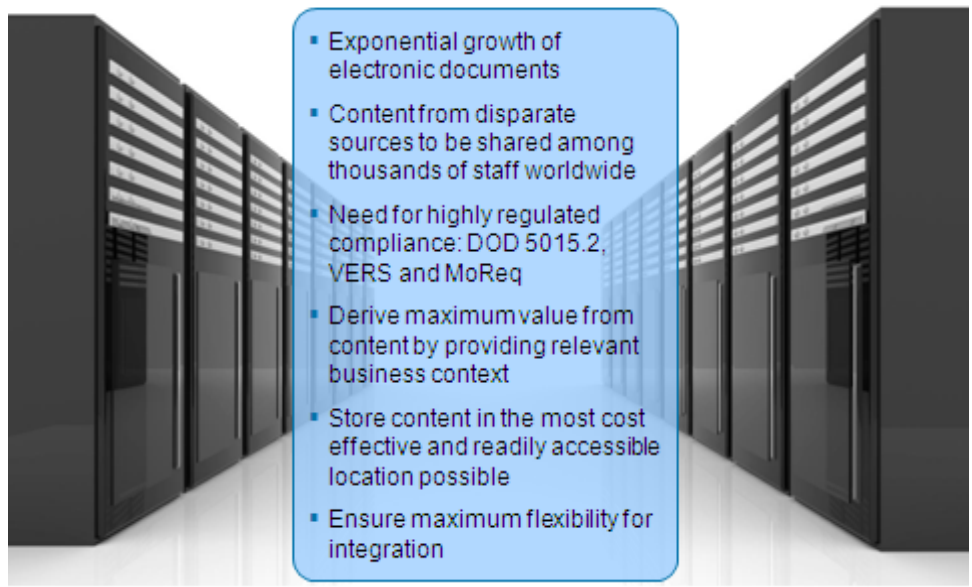 ▪ Exponential growth of
electronic documents
▪ Content from disparate
sources to be shared among
thousands of staff worldwide
▪ Need for highly regulated
compliance: DOD 5015.2,
VERS and MoReq
▪ Derive maximum value from
content by providing relevant
business context
▪ Store content in the most cost
effective and readily accessible
location possible
▪ Ensure maximum flexibility for
integration